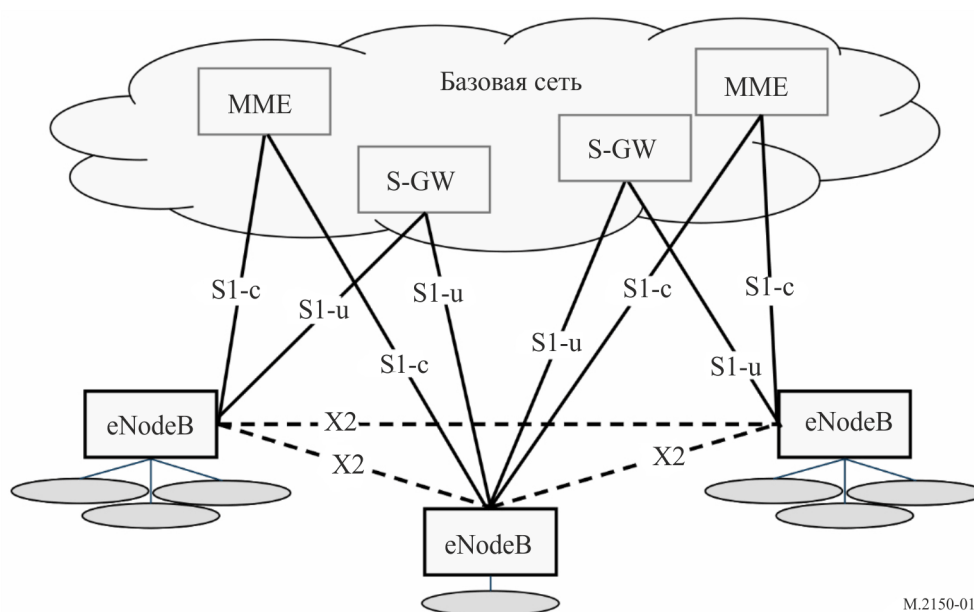 Базовая сеть
MME
MME
S-GW
S-GW
S1-c
S1-u
S1-u
S1-c
S1-u
S1-c
S1-c
S1-u
eNodeB
X2
X2
X2
eNodeB
eNodeB
M.2150-01